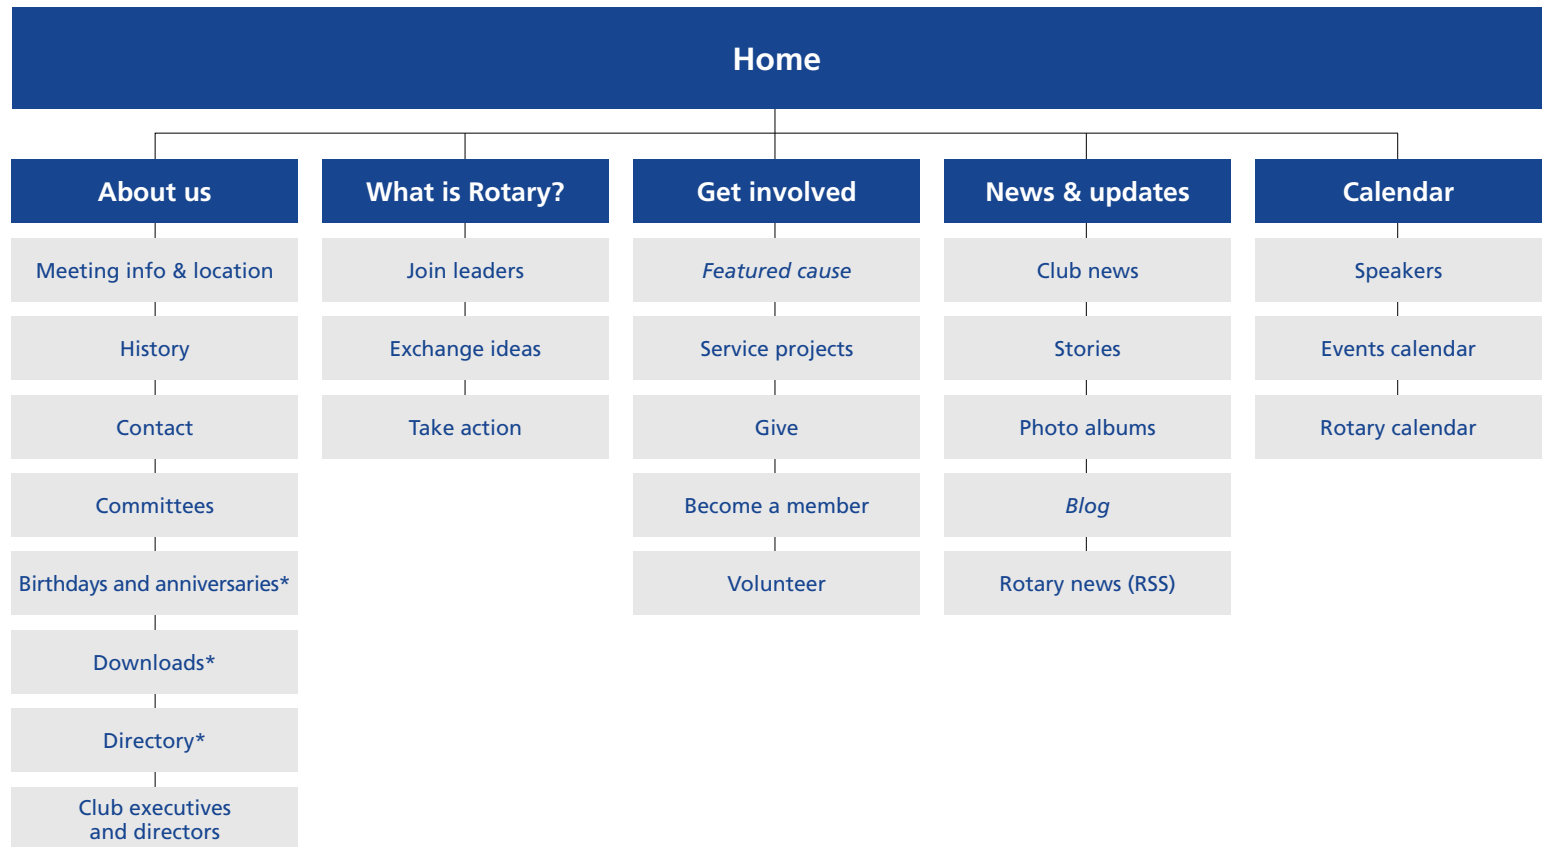 Home
About us
Meeting info & location
History
Contact
Committees
Birthdays and anniversaries*
Downloads*
Directory*
Club executives
and directors
What is Rotary?
Join leaders
Exchange ideas
Take action
Get involved
Featured cause
Service projects
Give
Become a member
Volunteer
News & updates
Club news
Stories
Photo albums
Blog
Rotary news (RSS)
Calendar
Speakers
Events calendar
Rotary calendar